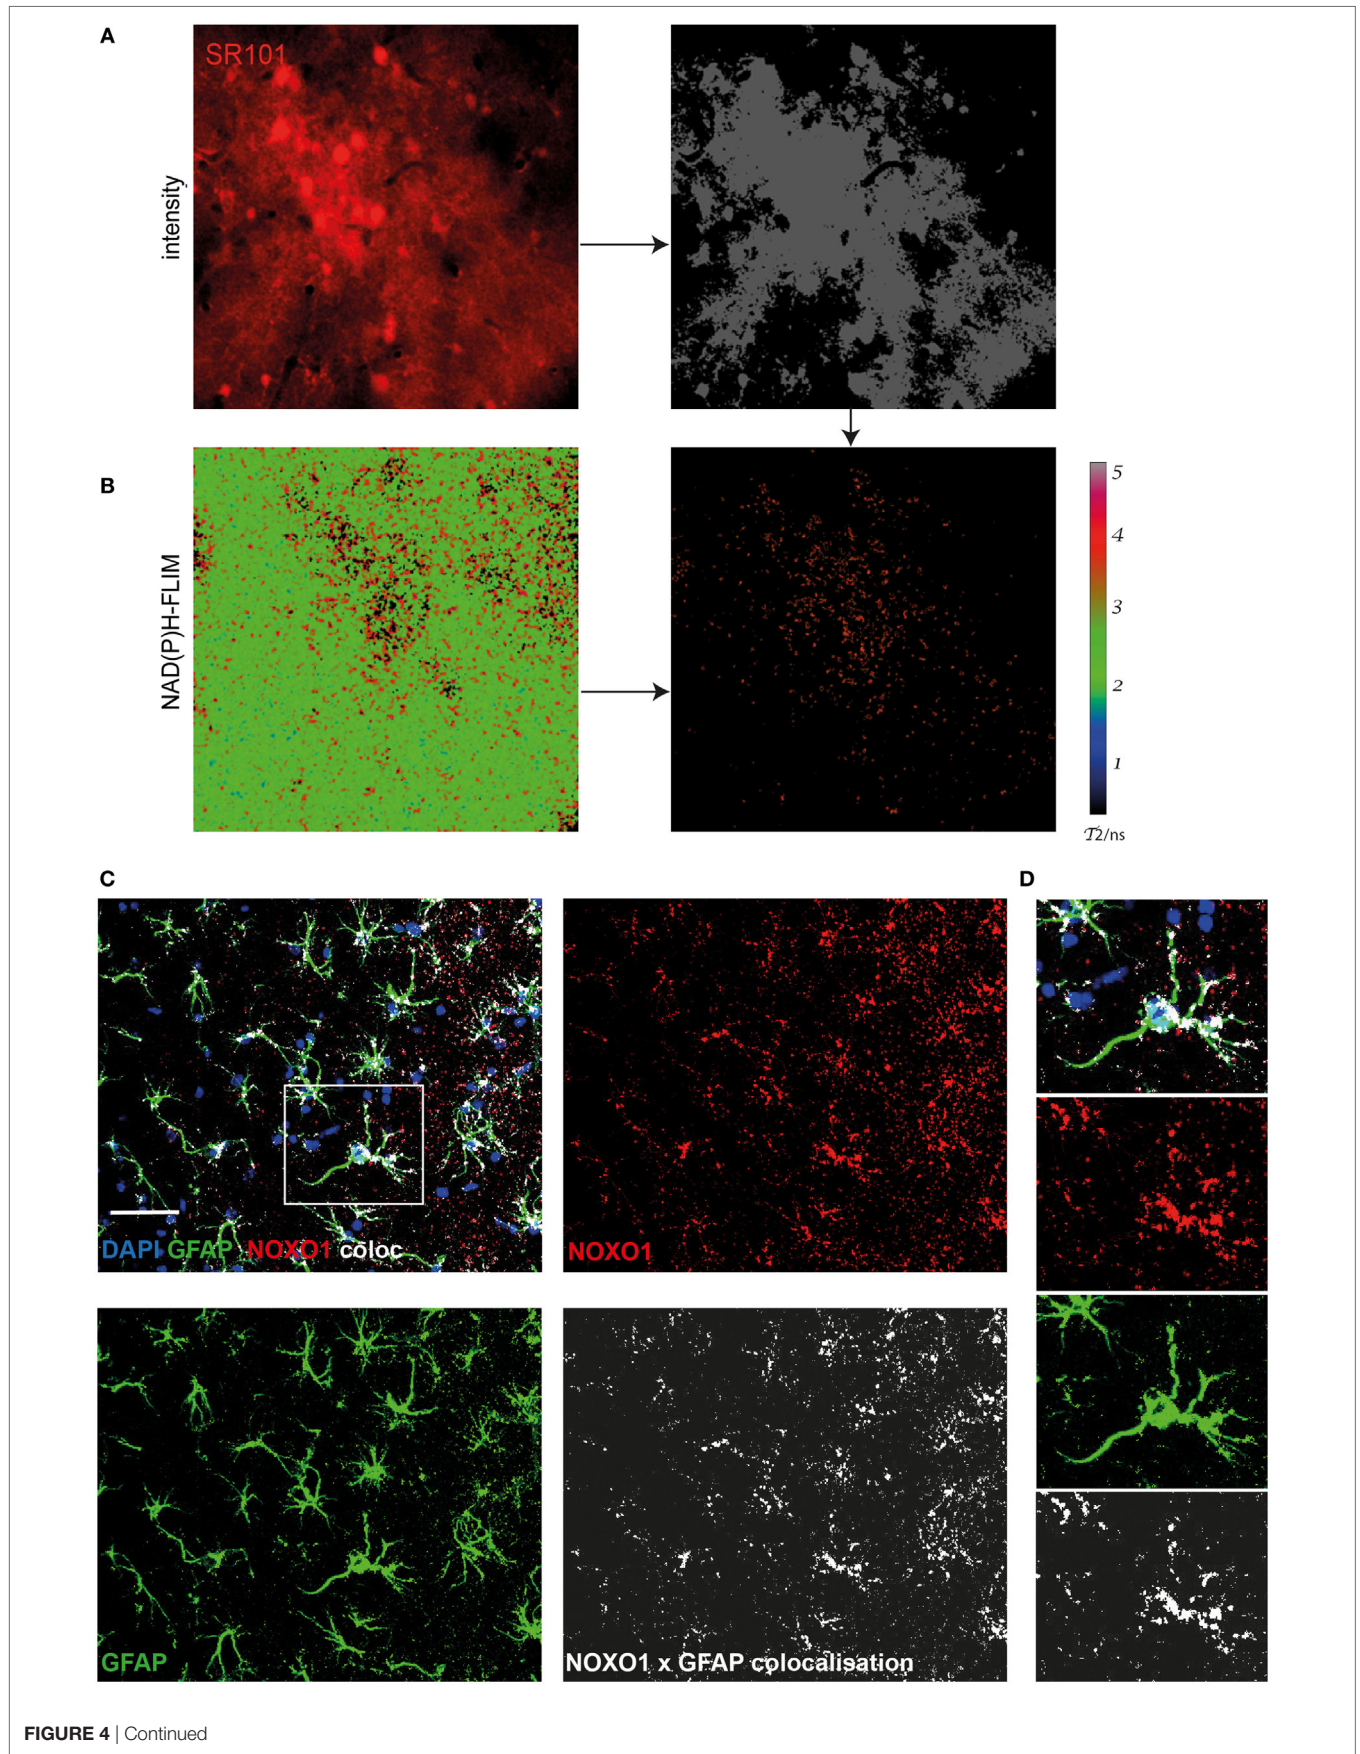 A
SR101
intensity
B
NAD(P)H-FLIM
5
4
3
2
1
T2/ns
C
D
DAPI GFAP NOXO1 coloc
NOXO1
GFAP
NOXO1 x GFAP colocalisation
FIGURE 4 | Continued